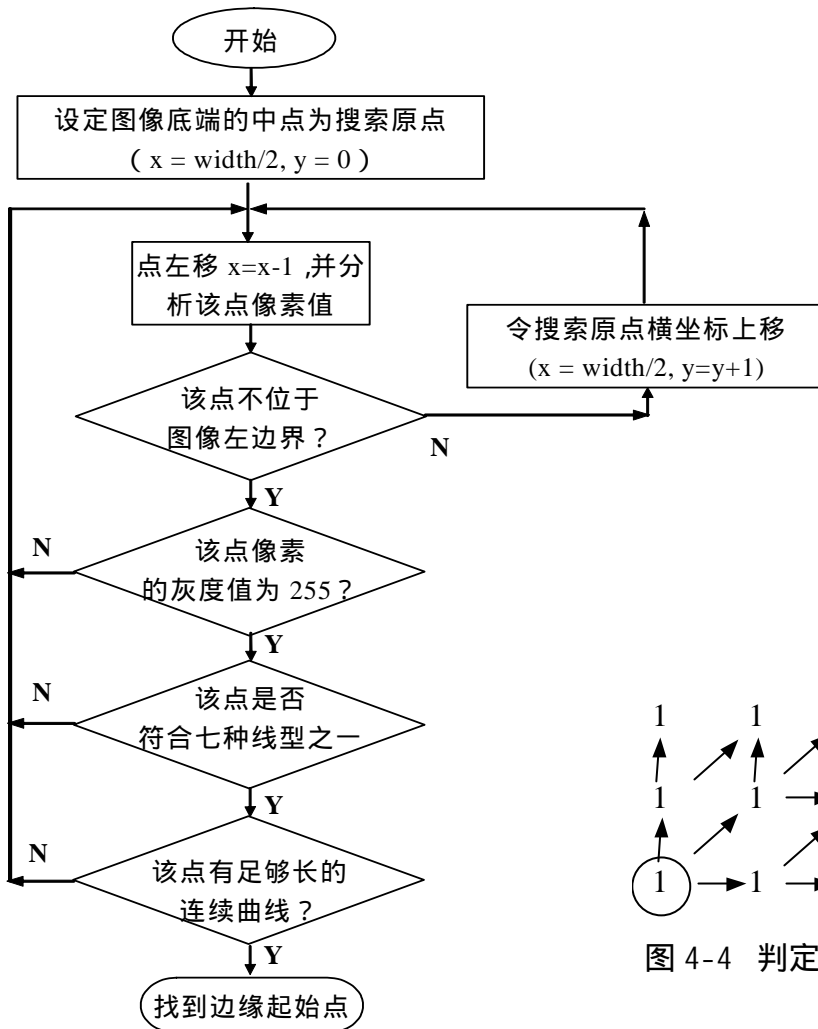 开始
设定图像底端的中点为搜索原点
( x = width/2, y = 0 )
点左移 x=x-1 ,并分
析该点像素值
令搜索原点横坐标上移
(x = width/2, y=y+1)
该点不位于
图像左边界？
N
Y
N
该点像素
的灰度值为 255？
Y
N
该点是否
符合七种线型之一
Y
N
该点有足够长的
连续曲线？
Y
找到边缘起始点
1 1
1 1
1 1
图 4-4 判定